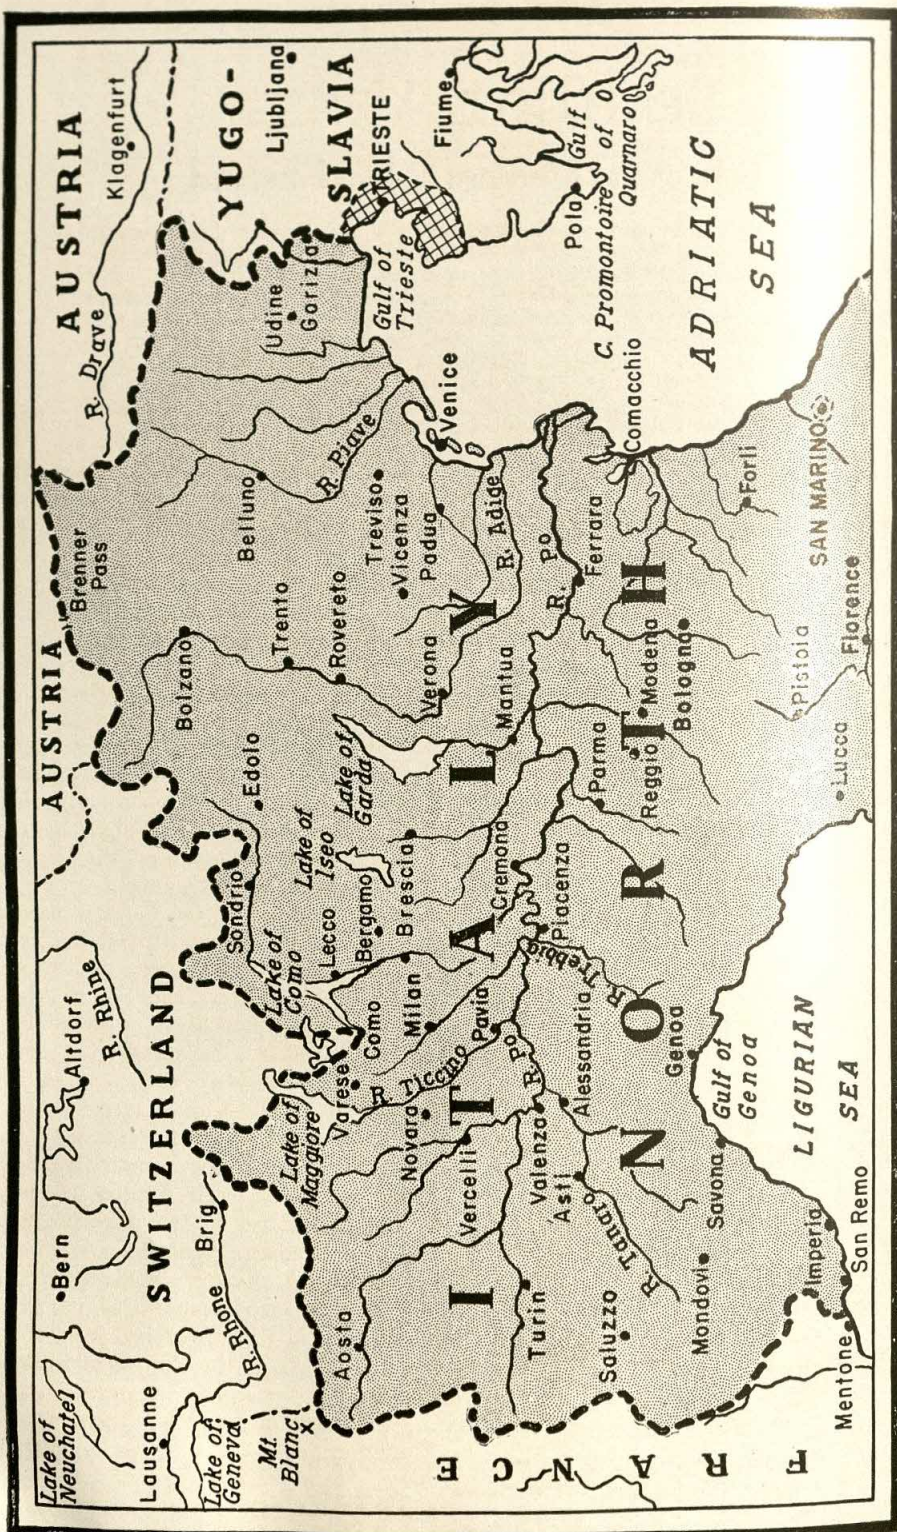 AUSTRIA
Klagenfurt
R. Drave
AUSTRIA
YUGO-
SLAVIA
Ljubljana
TRIESTE
Fiume
Gulf of
Quarnaro
Pola
C. Promontoire
Gulf of
Trieste
ADRIATIC
SEA
Udine
Gorizia
Brenner
Pass
Belluno
R. Piave
Treviso
Vicenza
Padua
Venice
R. Adige
R. Po
Ferrara
Comacchio
Forli
SAN MARINO
Florence
Pistoia
Lucca
Bolzano
Trento
Rovereto
Verona
Mantua
Modena
Bologna
Reggio
Parma
Edolo
Lake of
Garda
Lake of
Iseo
Brescia
Cremona
Piacenza
Sondrio
Lecco
Bergamo
Lake of
Como
Como
Milan
Pavia
R. Trebbia
SWITZERLAND
Altdorf
R. Rhine
Bern
Brig
R. Rhone
Lake of
Neuchatel
Lausanne
Lake of
Geneva
Mt.
Blanc
X
Lake of
Maggiore
Varese
R. Ticcino
Novara
Vercelli
R. Po
Valenza
Alessandria
Asti
R. Tanaro
Aosta
Turin
Saluzzo
Mondovi
Savona
Genoa
Gulf of
Genoa
LIGURIAN
SEA
Imperia
San Remo
Mentone
FRANCE
NORTH
ITALY